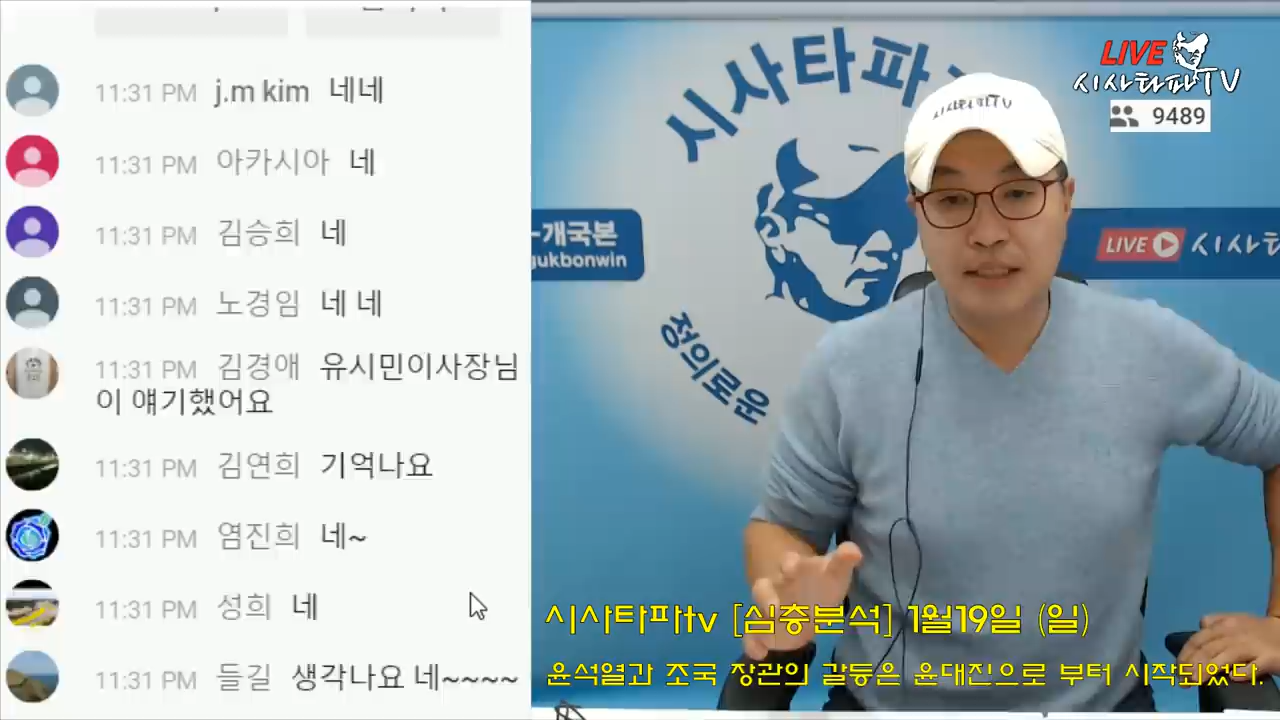 11:31 PM j.m kim 네네
11:31 PM 아카시아 네
11:31 PM 김승희 네
11:31 PM 노경임 네 네
11:31 PM 김경애 유시민이사장님
이 얘기했어요
11:31 PM 김연희 기억나요
11:31 PM 염진희 네~
11:31 PM 성희 네
11:31 PM 들길 생각나요 네~~~~
시사타파
정의로운
-개국본
gukbonwin
시사타파TV
LIVE
시사타파TV
9489
LIVE 시사타
시사타파tv [심층분석] 1월19일 (일)
윤석열과 조국 장관의 갈등은 윤대진으로 부터 시작되었다.